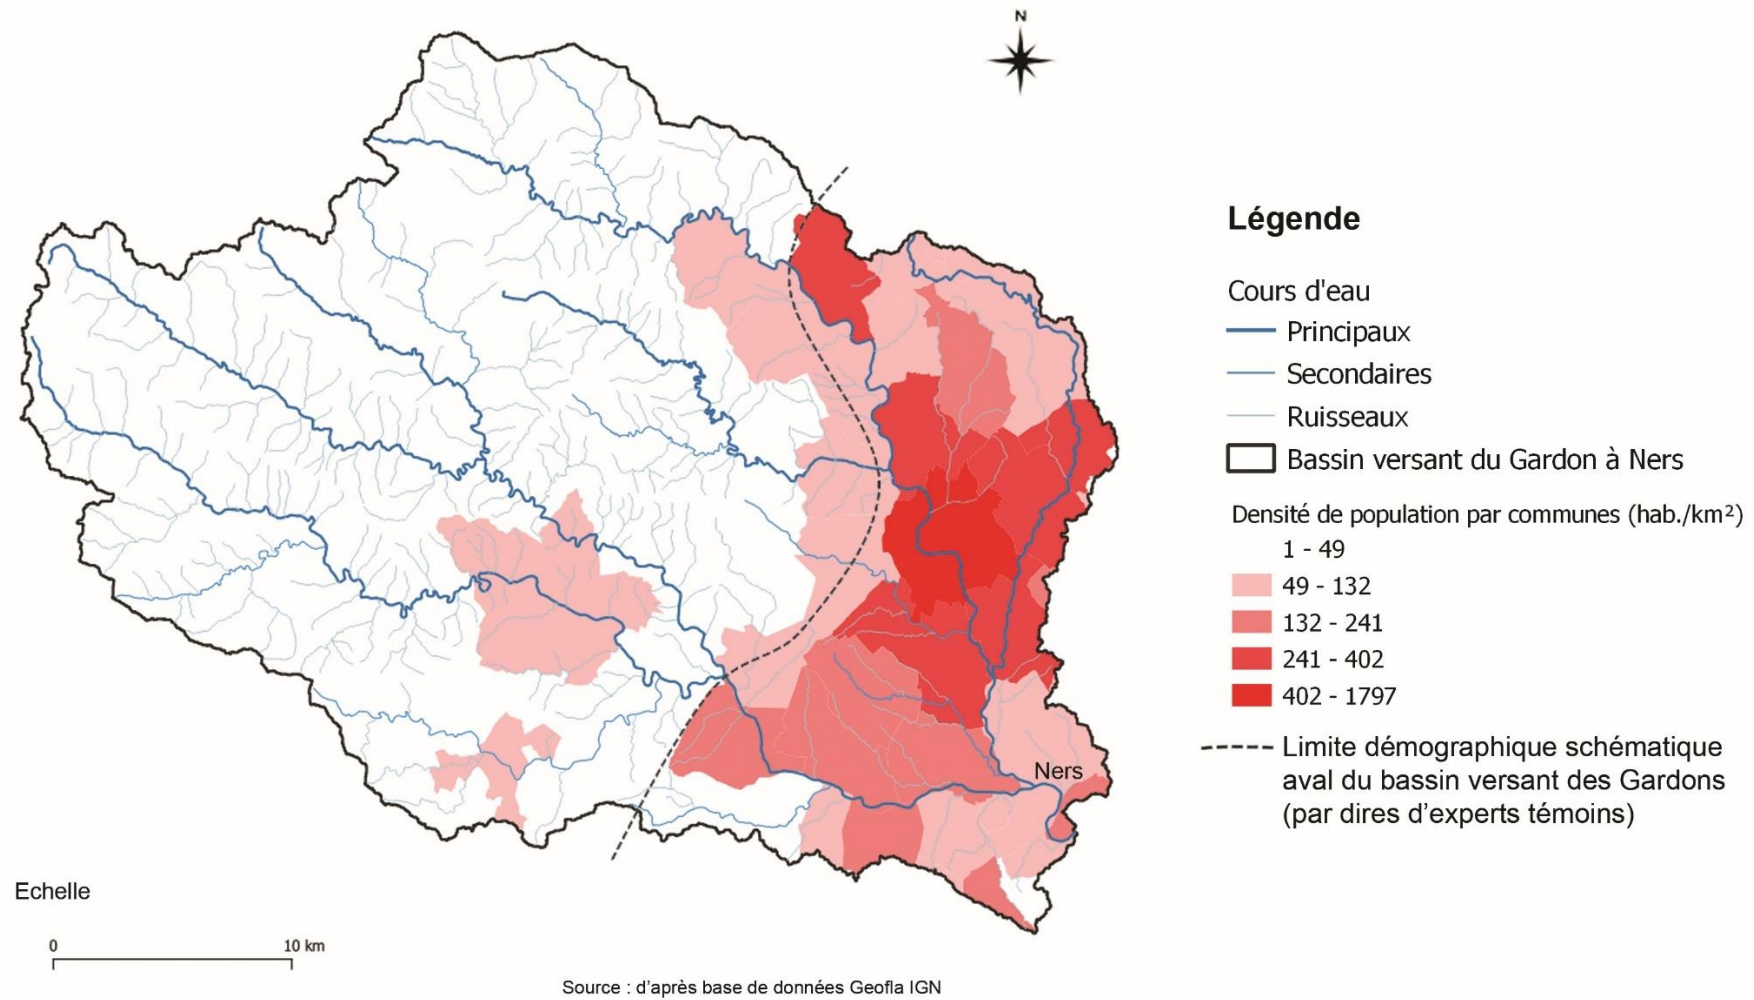 N
Légende
Cours d'eau
Principaux
Secondaires
Ruisseaux
Bassin versant du Gardon à Ners
Densité de population par communes (hab./km²)
1 - 49
49 - 132
132 - 241
241 - 402
402 - 1797
Limite démographique schématique
aval du bassin versant des Gardons
(par dires d’experts témoins)
Ners
Echelle
0 10 km
Source : d’après base de données Geofla IGN